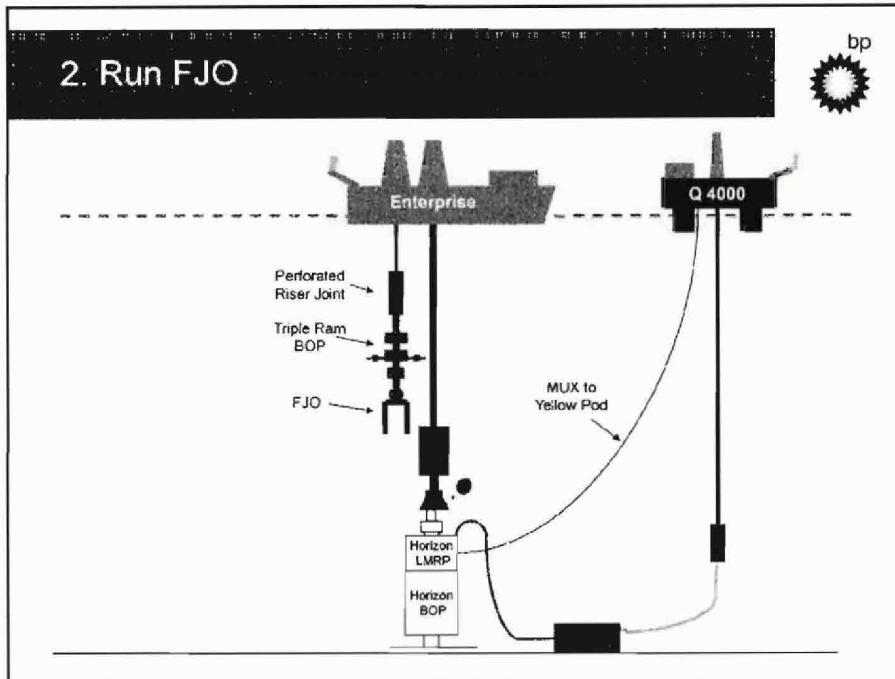 bp
2. Run FJO
Enterprise
Q 4000
Perforated
Riser Joint
Triple Ram
BOP
FJO
MUX to
Yellow Pod
Horizon
LMRP
Horizon
BOP